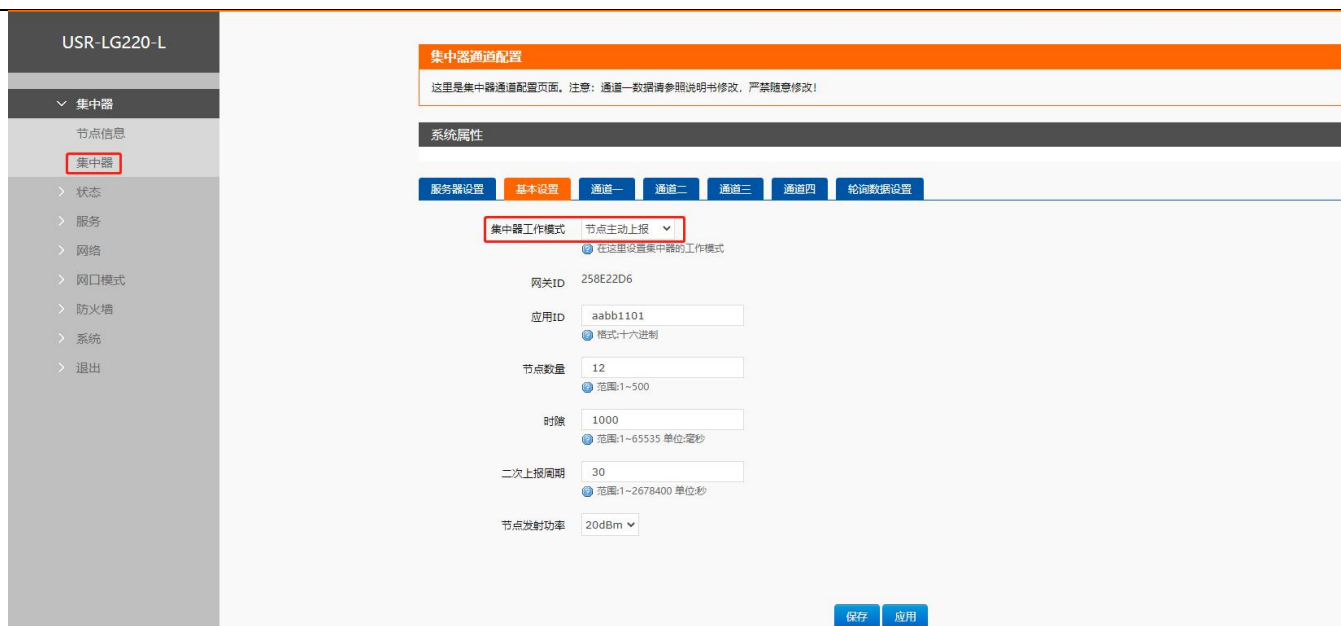 USR-LG220-L
集中器
节点信息
集中器
状态
服务
网络
网口模式
防火墙
系统
退出
集中器通道配置
这里是集中器通道配置页面。注意：通道一数据请参照说明书修改，严禁随意修改！
系统属性
服务器设置 基本设置 通道一 通道二 通道三 通道四 轮询数据设置
集中器工作模式 节点主动上报
在这里设置集中器的工作模式
网关ID 258E22D6
应用ID aabb1101
格式:十六进制
节点数量 12
范围:1~500
时隙 1000
范围:1~65535 单位:毫秒
二次上报周期 30
范围:1~2678400 单位:秒
节点发射功率 20dBm
保存 应用